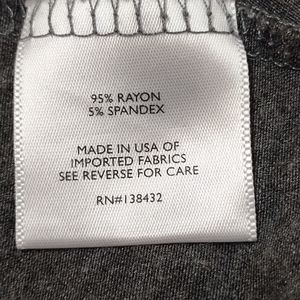 95% RAYON
5% SPANDEX
MADE IN USA OF
IMPORTED FABRICS
SEE REVERSE FOR CARE
RN#138432